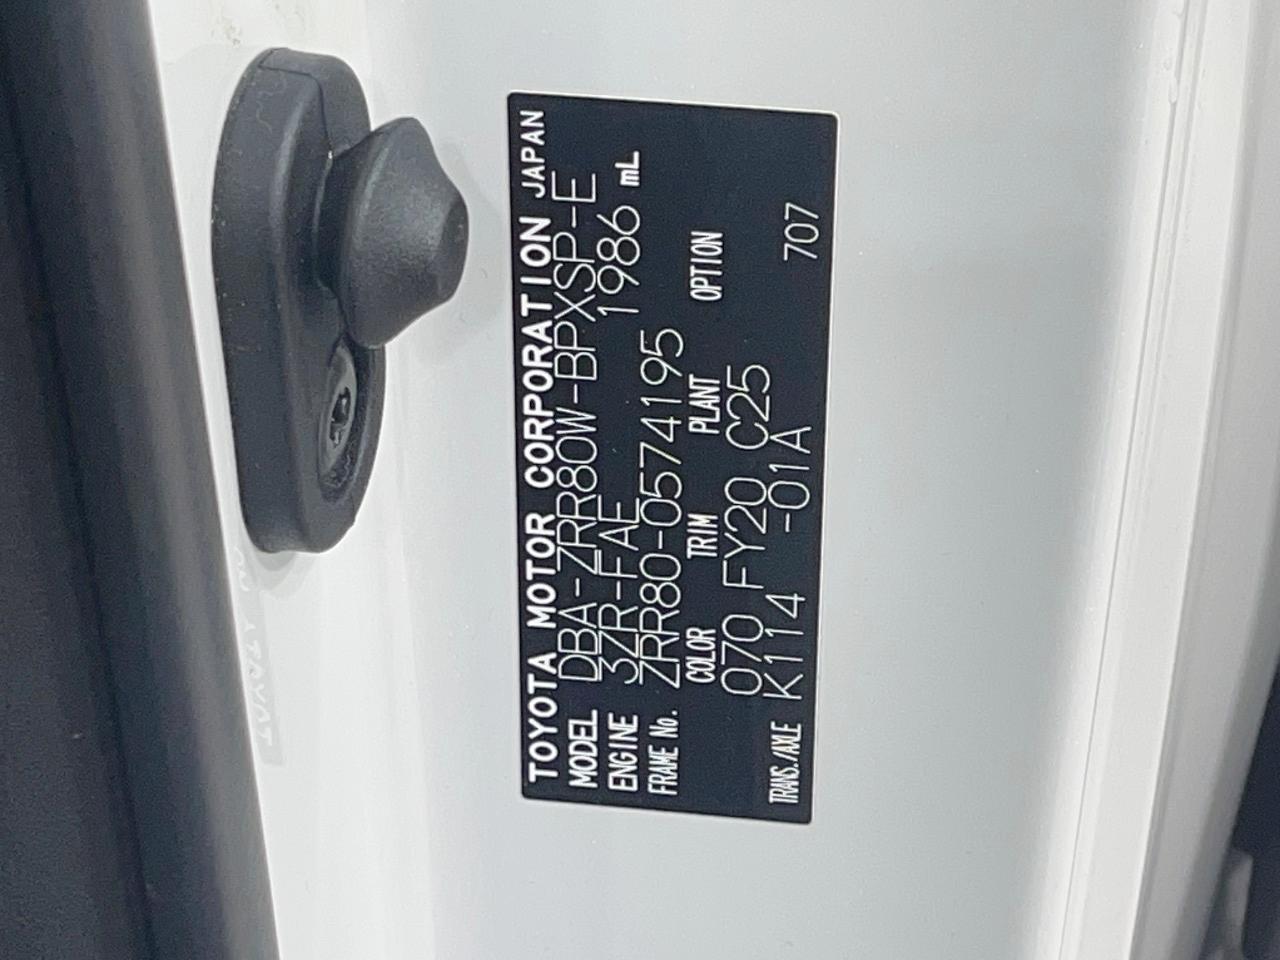 TOYOTA MOTOR CORPORATION JAPAN
MODEL DBA-ZRR80W-BPXSP-E
ENGINE 3ZR-FAE 1986 mL
FRAME No. ZRR80-0574195
COLOR TRIM PLANT OPTION
070 FY20 C25
TRANS./AXLE K114 -01A 707